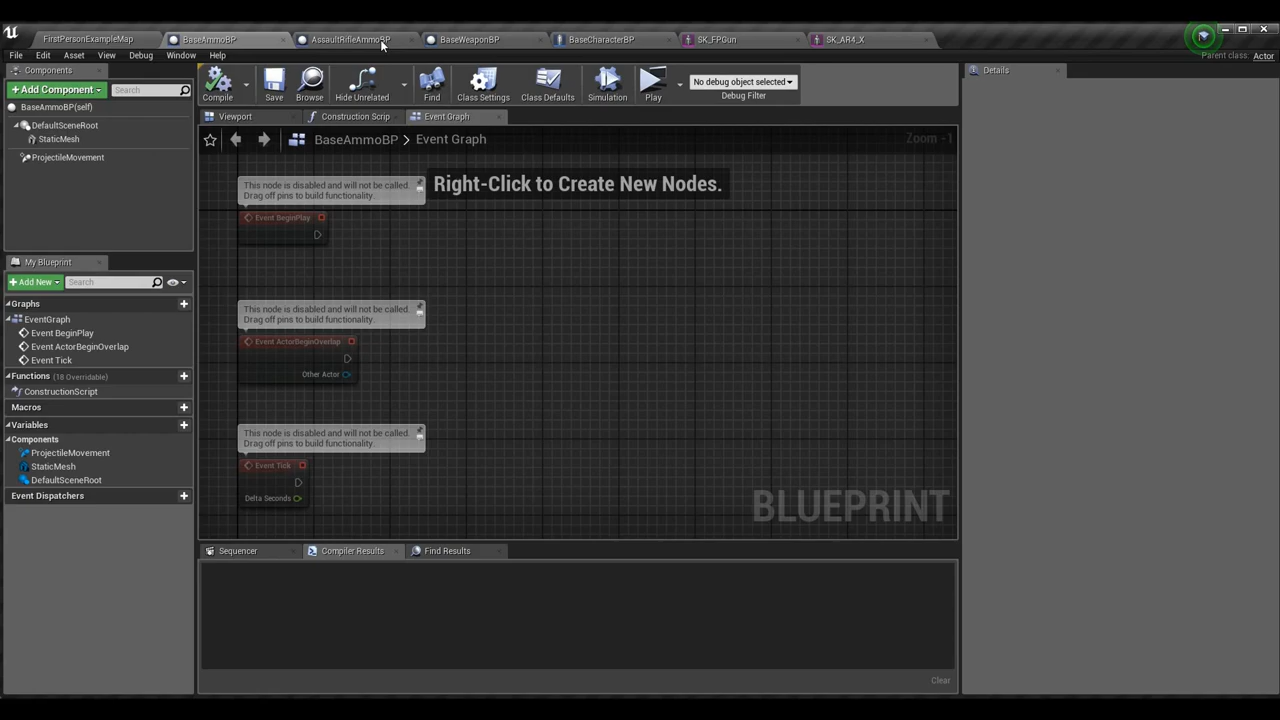 FirstPersonExampleMap
BaseAmmoBP
AssaultRifleAmmoBP
BaseWeaponBP
BaseCharacterBP
SK_FPGun
SK_AR4_X
File Edit Asset View Debug Window Help
Parent class: Actor
Components
+ Add Component
Search
BaseAmmoBP(self)
DefaultSceneRoot
StaticMesh
ProjectileMovement
Compile
Save
Browse
Hide Unrelated
Find
Class Settings
Class Defaults
Simulation
Play
No debug object selected
Debug Filter
Details
Viewport
Construction Scrip
Event Graph
BaseAmmoBP > Event Graph
Zoom -1
Right-Click to Create New Nodes.
This node is disabled and will not be called.
Drag off pins to build functionality.
Event BeginPlay
This node is disabled and will not be called.
Drag off pins to build functionality.
Event ActorBeginOverlap
Other Actor
This node is disabled and will not be called.
Drag off pins to build functionality.
Event Tick
Delta Seconds
BLUEPRINT
My Blueprint
+ Add New
Search
Graphs
EventGraph
Event BeginPlay
Event ActorBeginOverlap
Event Tick
Functions (18 Overridable)
ConstructionScript
Macros
Variables
Components
ProjectileMovement
StaticMesh
DefaultSceneRoot
Event Dispatchers
Sequencer
Compiler Results
Find Results
Clear